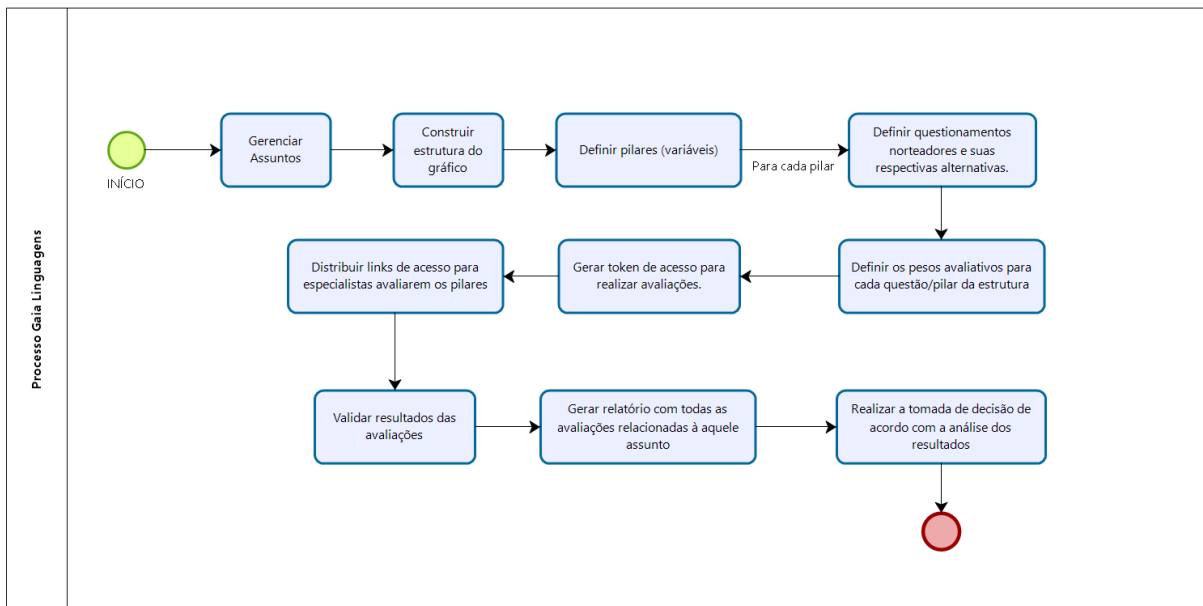 Processo Gaia Linguagens
INÍCIO
Gerenciar
Assuntos
Construir
estrutura do
gráfico
Definir pilares (variáveis)
Para cada pilar
Definir questionamentos
norteadores e suas
respectivas alternativas.
Definir os pesos avaliativos para
cada questão/pilar da estrutura
Gerar token de acesso para
realizar avaliações.
Distribuir links de acesso para
especialistas avaliarem os pilares
Validar resultados das
avaliações
Gerar relatório com todas as
avaliações relacionadas à aquele
assunto
Realizar a tomada de decisão de
acordo com a análise dos
resultados